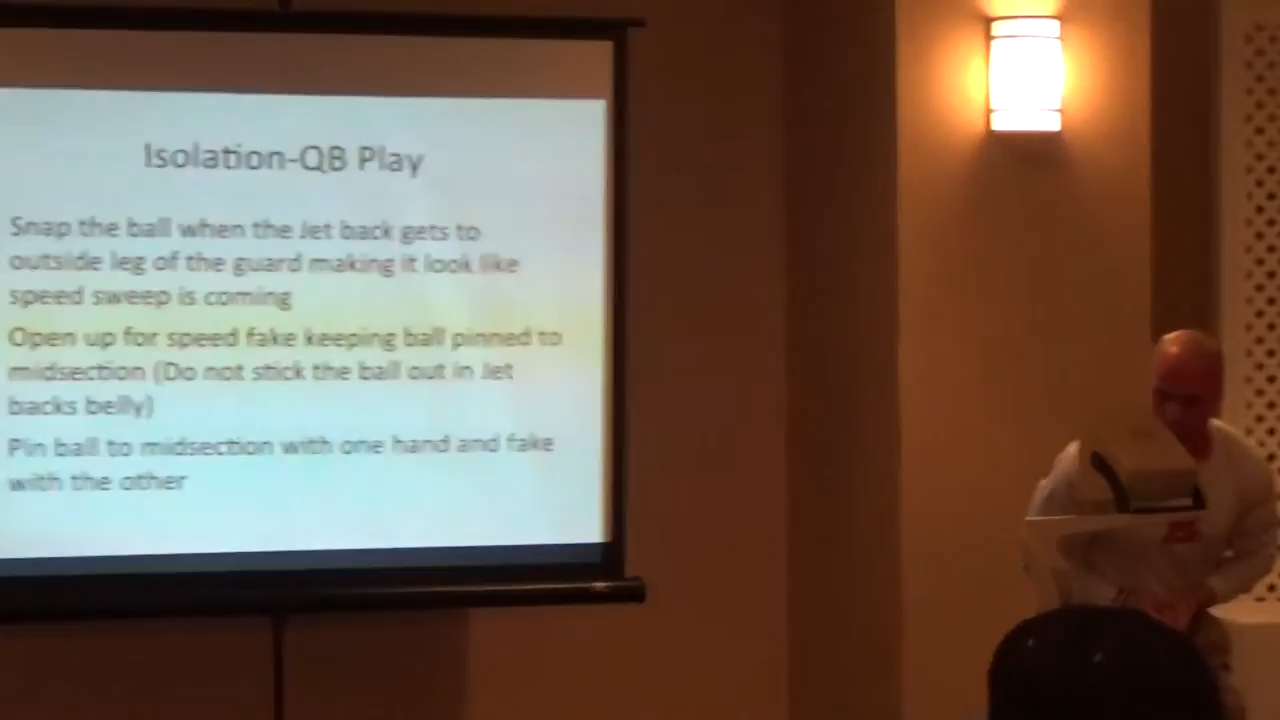 Isolation-QB Play
Snap the ball when the Jet back gets to
outside leg of the guard making it look like
speed sweep is coming
Open up for speed fake keeping ball pinned to
midsection (Do not stick the ball out in Jet
backs belly)
Pin ball to midsection with one hand and fake
with the other